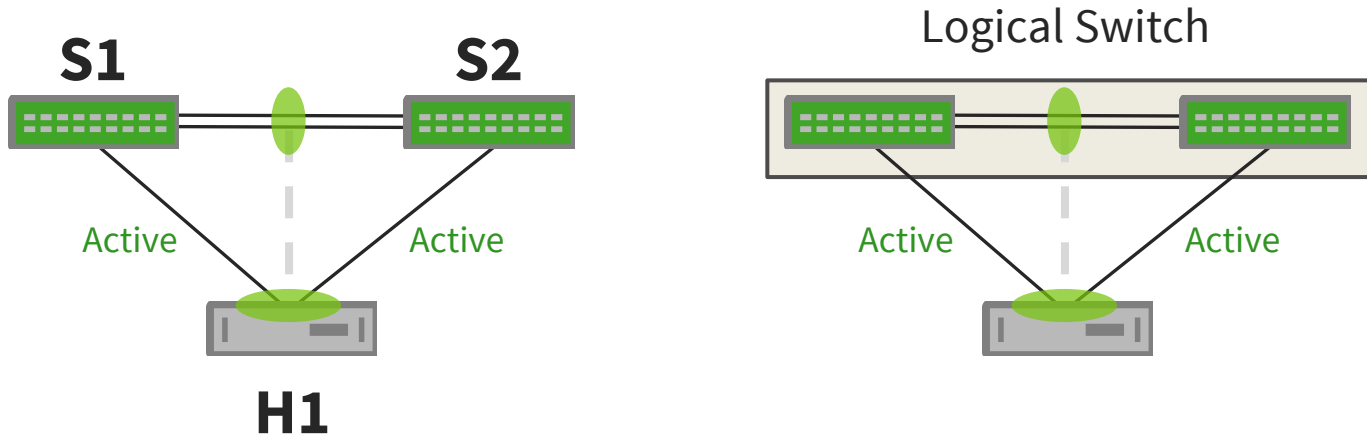 S1
S2
Active
Active
H1
Logical Switch
Active
Active